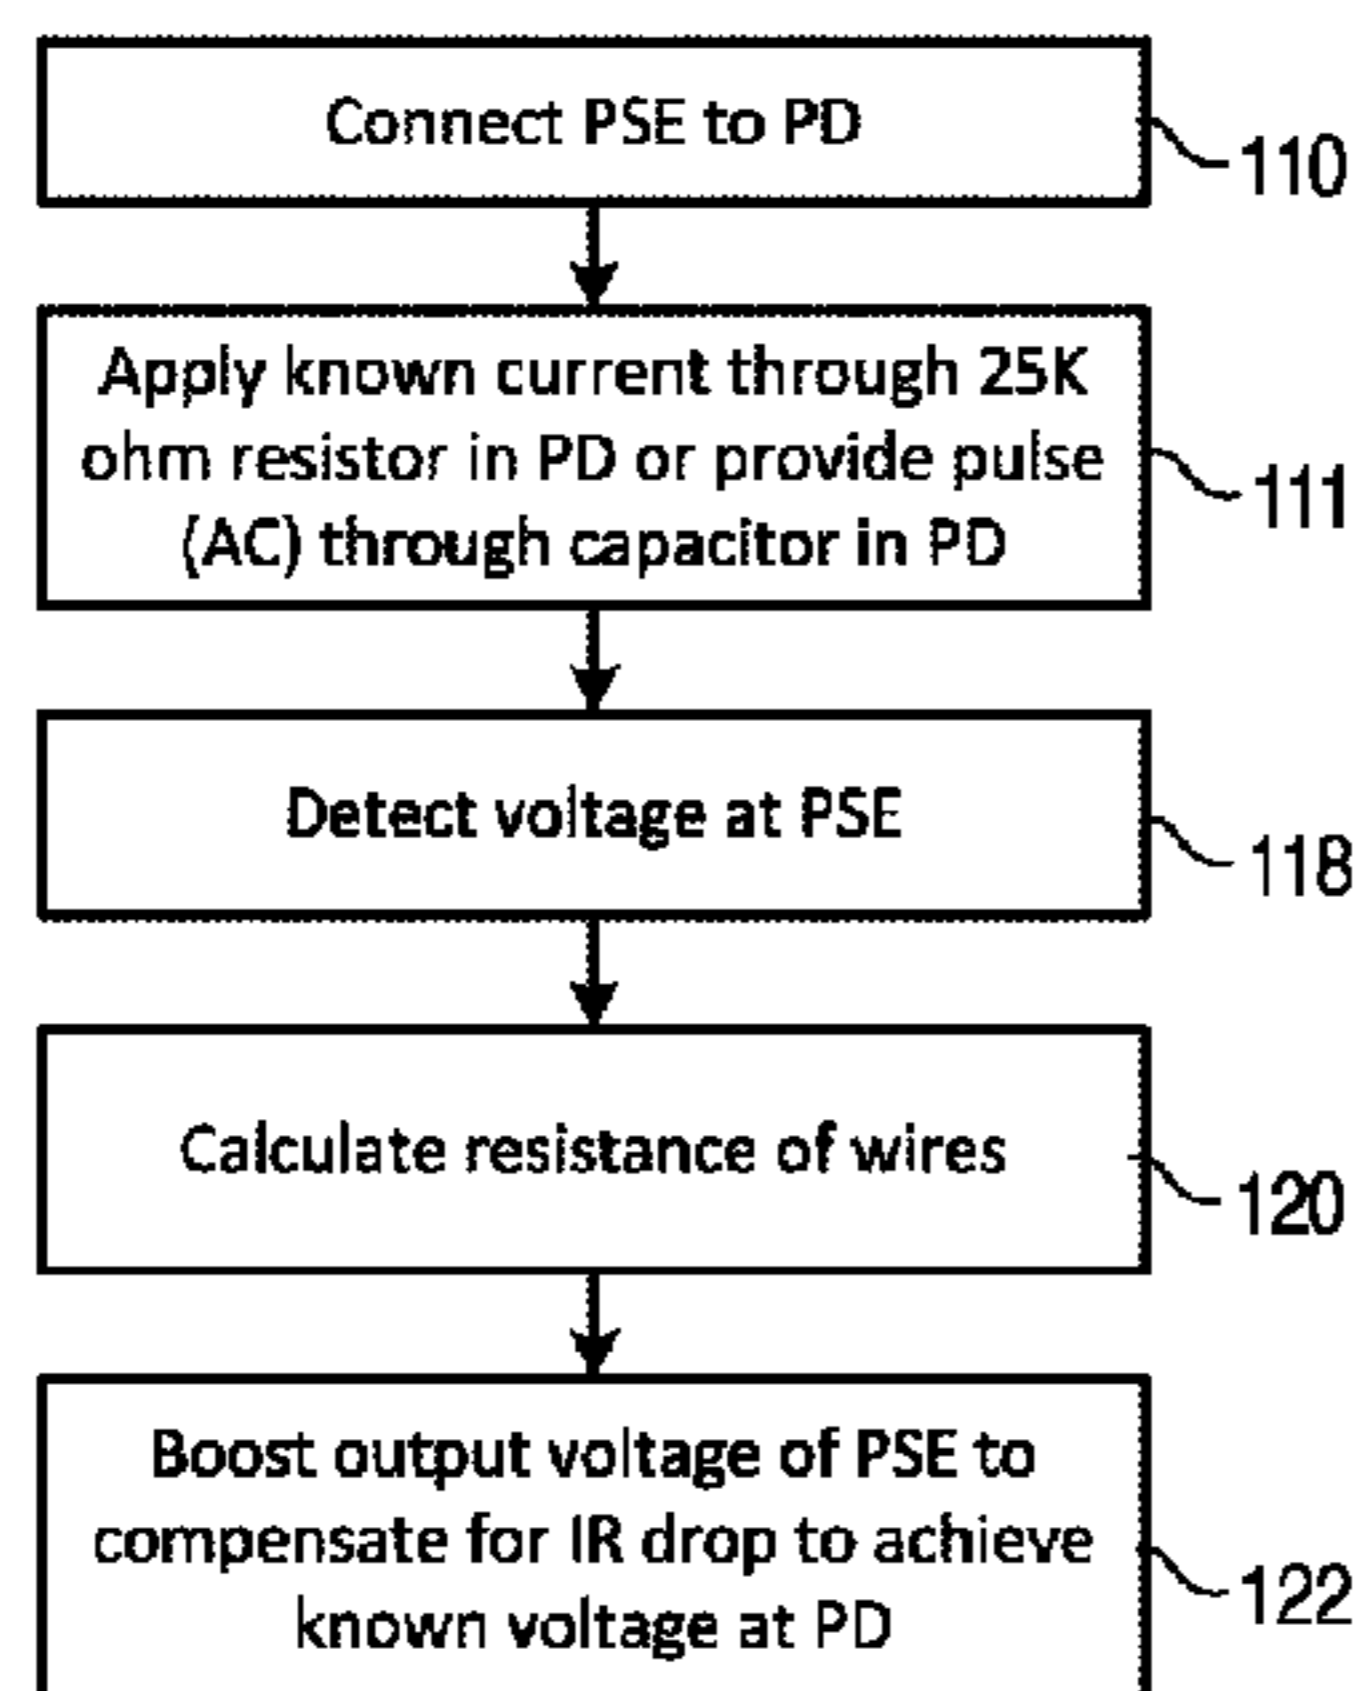 Connect PSE to PD
110
Apply known current through 25K
ohm resistor in PD or provide pulse
(AC) through capacitor in PD
111
Detect voltage at PSE
118
Calculate resistance of wires
120
Boost output voltage of PSE to
compensate for IR drop to achieve
known voltage at PD
122